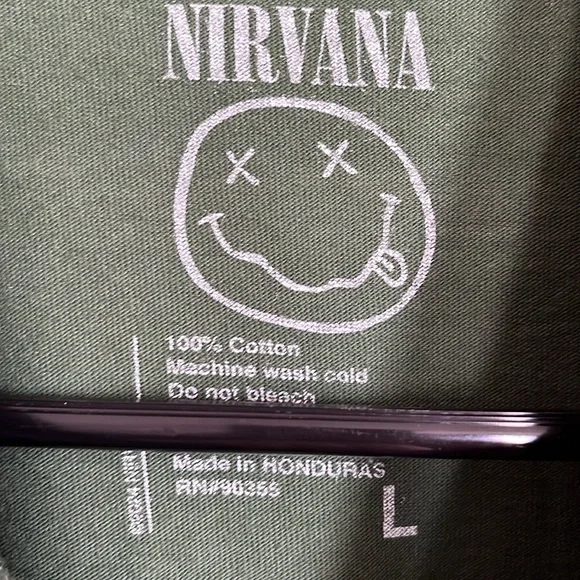 NIRVANA
100% Cotton
Machine wash cold
Do not bleach
Made in HONDURAS
RN#90355
L